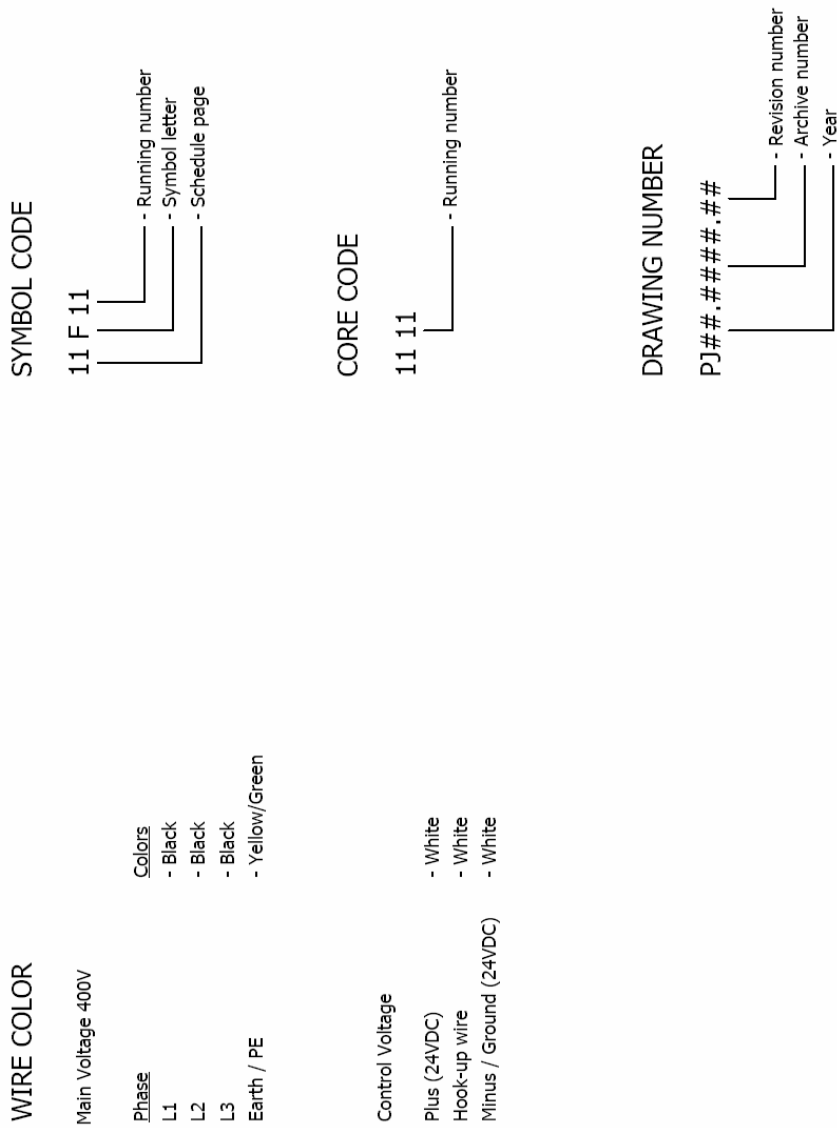 WIRE COLOR
Main Voltage 400V
Phase Colors
L1 - Black
L2 - Black
L3 - Black
Earth / PE - Yellow/Green
Control Voltage
Plus (24VDC) - White
Hook-up wire - White
Minus / Ground (24VDC) - White
SYMBOL CODE
11 F 11
- Running number
- Symbol letter
- Schedule page
CORE CODE
11 11
- Running number
DRAWING NUMBER
PJ##.####.##
- Revision number
- Archive number
- Year